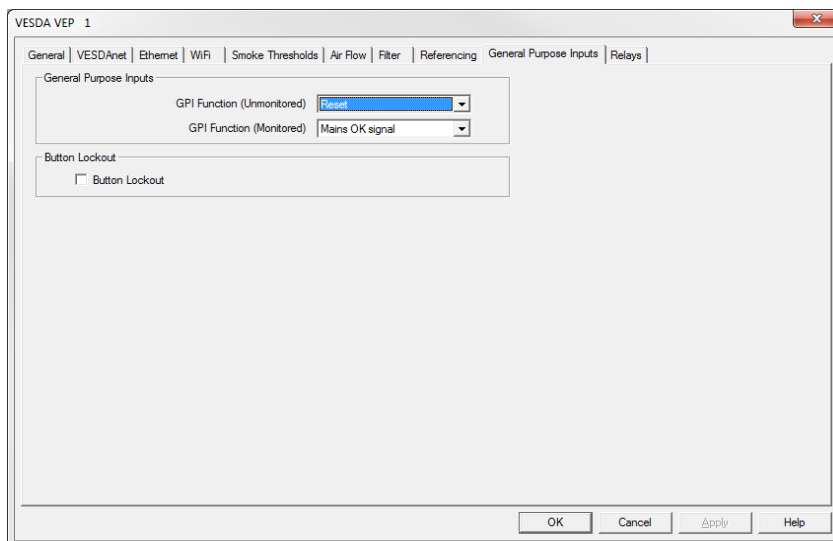 VESDA VEP 1
General VESDAnet Ethernet WiFi Smoke Thresholds Air Flow Filter Referencing General Purpose Inputs Relays
General Purpose Inputs
GPI Function (Unmonitored) Reset
GPI Function (Monitored) Mains OK signal
Button Lockout
Button Lockout
OK Cancel Apply Help